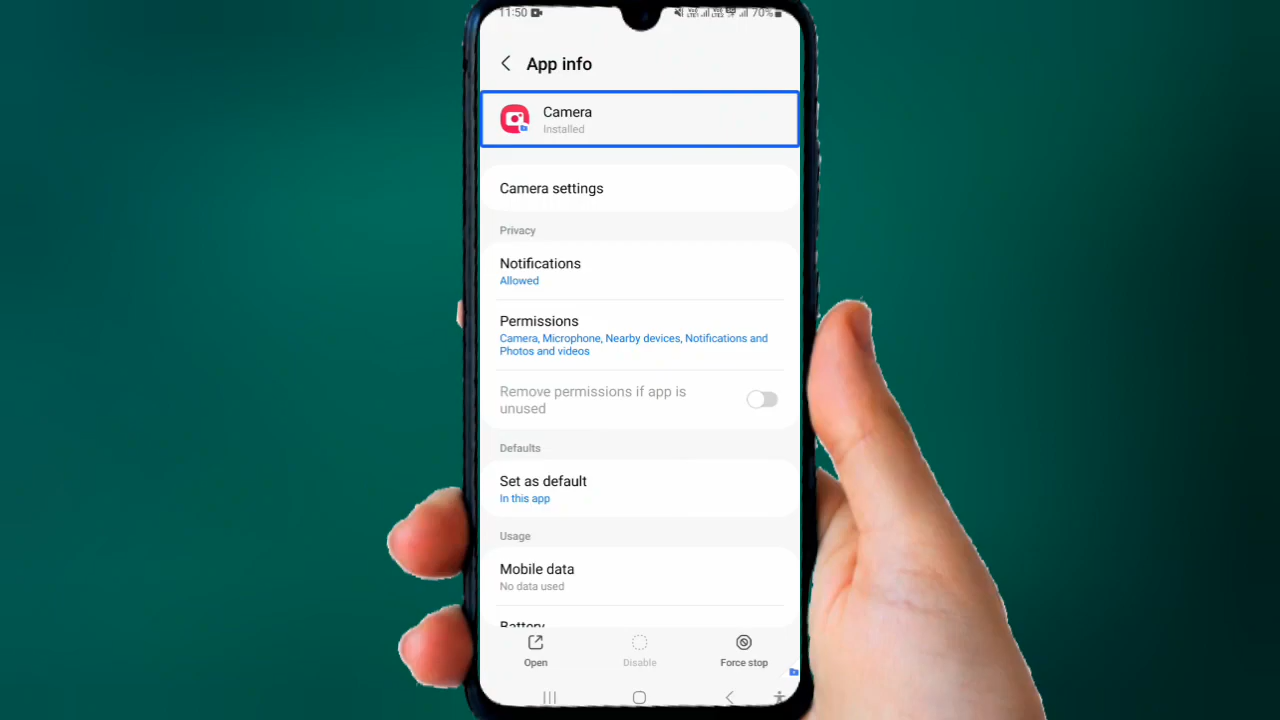 11:50
70%
App info
Camera
Installed
Camera settings
Privacy
Notifications
Allowed
Permissions
Camera, Microphone, Nearby devices, Notifications and
Photos and videos
Remove permissions if app is
unused
Defaults
Set as default
In this app
Usage
Mobile data
No data used
Battery
Open
Disable
Force stop